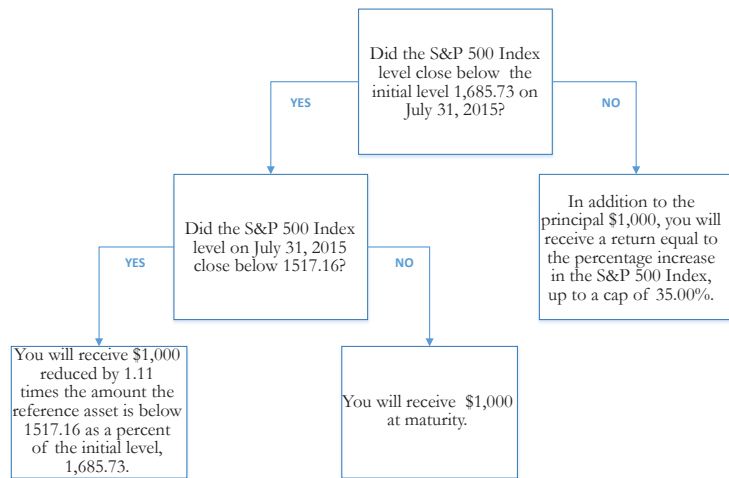 Did the S&P 500 Index
level close below the
initial level 1,685.73 on
July 31, 2015?
YES
NO
Did the S&P 500 Index
level on July 31, 2015
close below 1517.16?
In addition to the
principal $1,000, you will
receive a return equal to
the percentage increase
in the S&P 500 Index,
up to a cap of 35.00%.
YES
NO
You will receive $1,000
reduced by 1.11
times the amount the
reference asset is below
1517.16 as a percent
of the initial level,
1,685.73.
You will receive $1,000
at maturity.